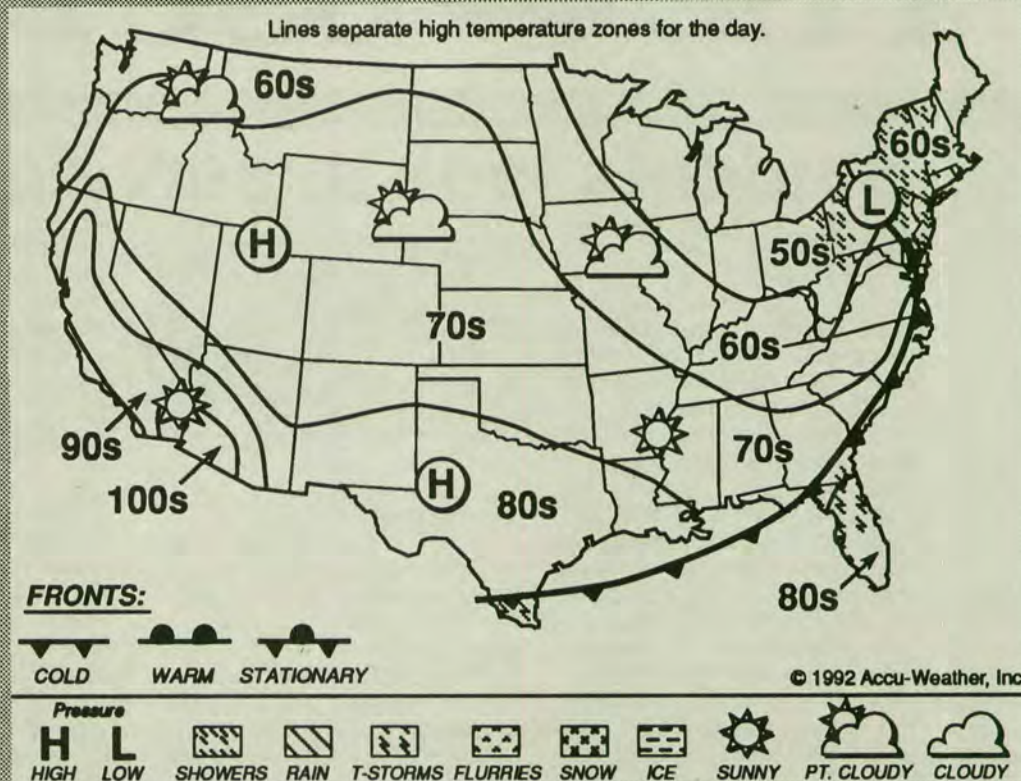 Lines separate high temperature zones for the day.
60s
60s
H
L
50s
70s
60s
90s
100s
H
80s
70s
80s
FRONTS:
COLD WARM STATIONARY
© 1992 Accu-Weather, Inc
Pressure
H L
HIGH LOW SHOWERS RAIN T-STORMS FLURRIES SNOW ICE SUNNY PT. CLOUDY CLOUDY